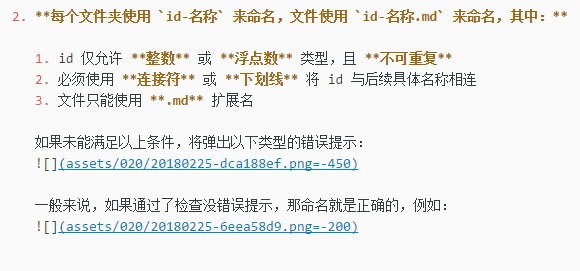 2. **每个文件夹使用 `id-名称` 来命名，文件使用 `id-名称.md` 来命名，其中：**
1. id 仅允许 **整数** 或 **浮点数** 类型，且 **不可重复**
2. 必须使用 **连接符** 或 **下划线** 将 id 与后续具体名称相连
3. 文件只能使用 **.md** 扩展名
如果未能满足以上条件，将弹出以下类型的错误提示：
![](assets/020/20180225-dca188ef.png=-450)
一般来说，如果通过了检查没错误提示，那命名就是正确的，例如：
![](assets/020/20180225-6eea58d9.png=-200)